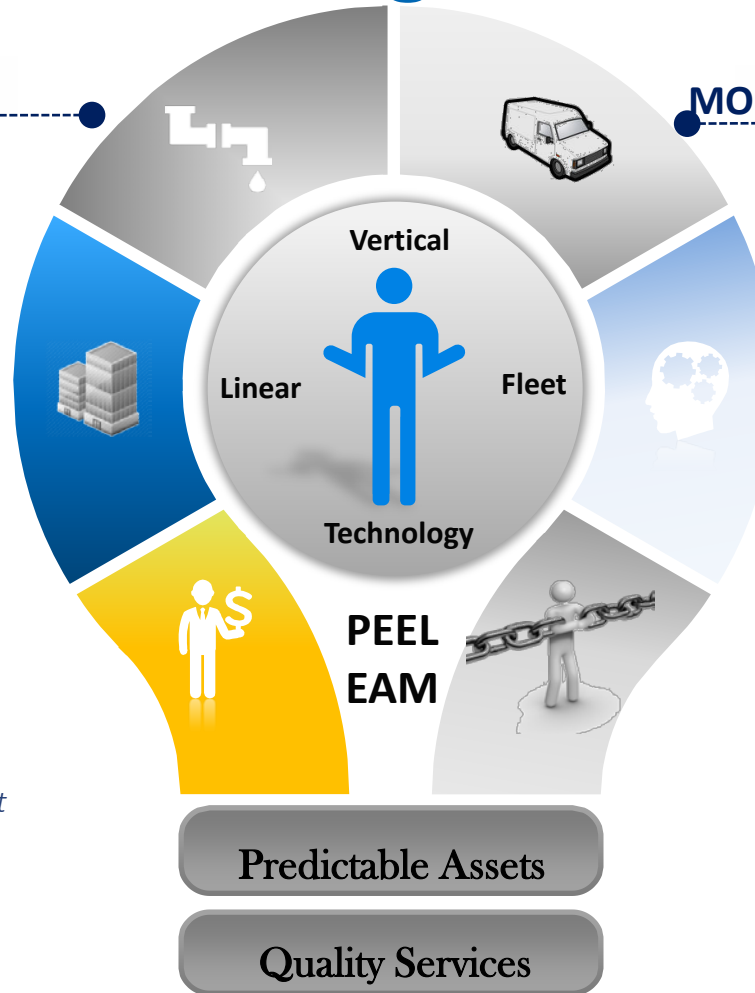 MO
Vertical
Linear
Fleet
Technology
$
PEEL
EAM
t
Predictable Assets
Quality Services